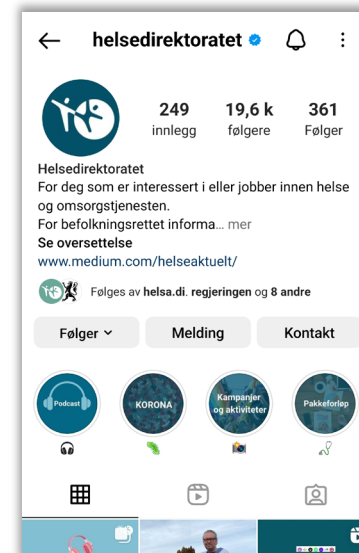 helsedirektoratet
249 19,6 k 361
innlegg følgere Følger
Helsedirektoratet
For deg som er interessert i eller jobber innen helse
og omsorgstjenesten.
For befolkningsrettet informa... mer
Se oversettelse
www.medium.com/helseaktuelt/
Følges av helsa.di. regjeringen og 8 andre
Følger Melding Kontakt
Podcast KORONA Kampanjer og aktiviteter Pakkeforløp